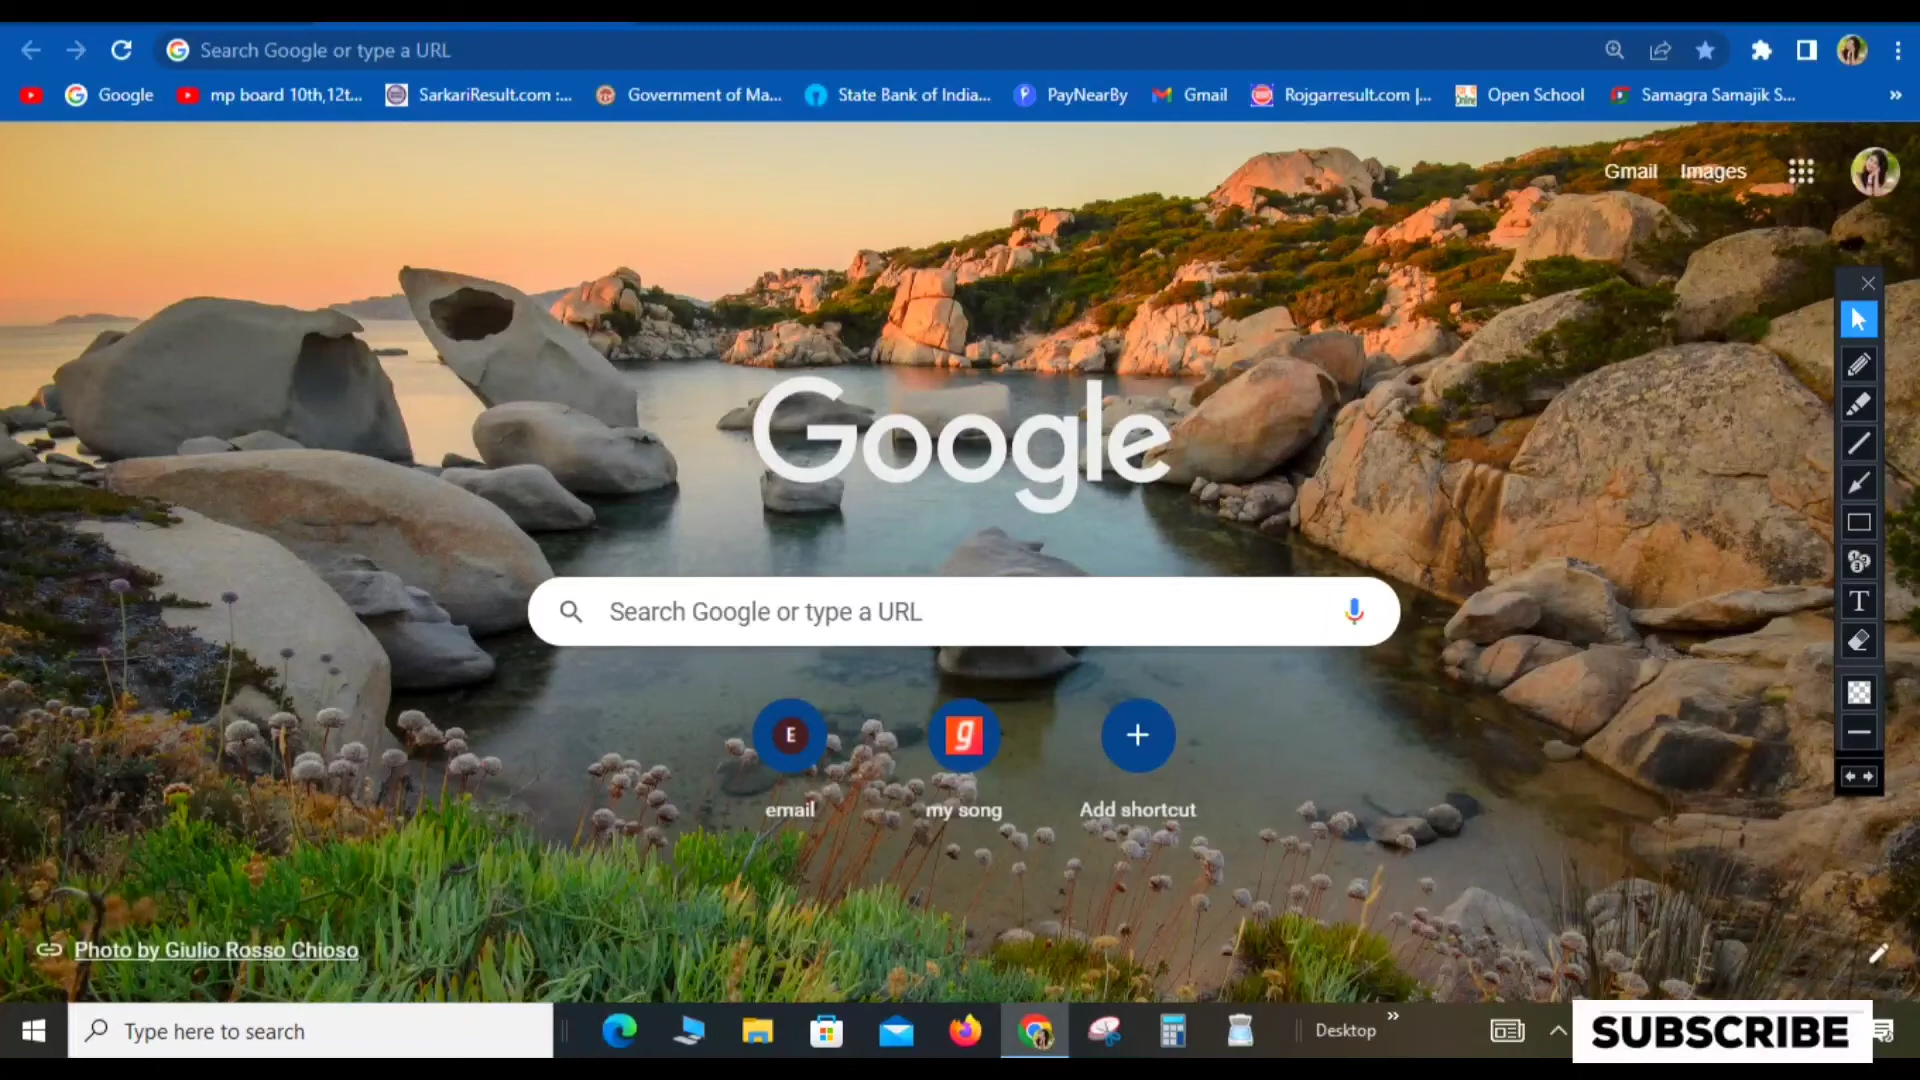 Search Google or type a URL
Google
mp board 10th,12t...
SarkariResult.com :...
Government of Ma...
State Bank of India...
PayNearBy
Gmail
Rojgarresult.com |...
Open School
Samagra Samajik S...
Gmail Images
Google
Search Google or type a URL
E
g
email
my song
Add shortcut
T
Photo by Giulio Rosso Chioso
Type here to search
Desktop
SUBSCRIBE